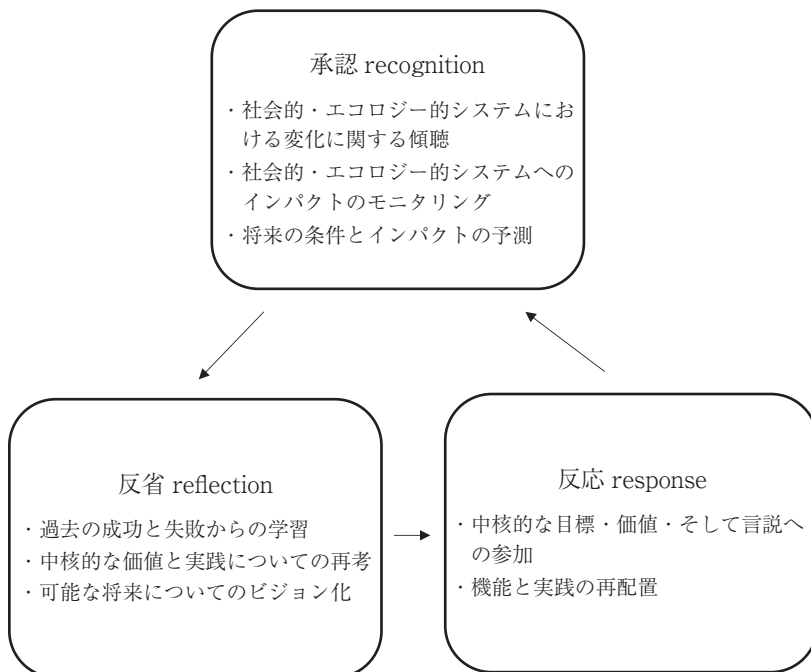 承認 recognition
・社会的・エコロジー的システムにお
ける変化に関する傾聴
・社会的・エコロジー的システムへの
インパクトのモニタリング
・将来の条件とインパクトの予測
反省 reflection
・過去の成功と失敗からの学習
・中核的な価値と実践についての再考
・可能な将来についてのビジョン化
反応 response
・中核的な目標・価値・そして言説へ
の参加
・機能と実践の再配置